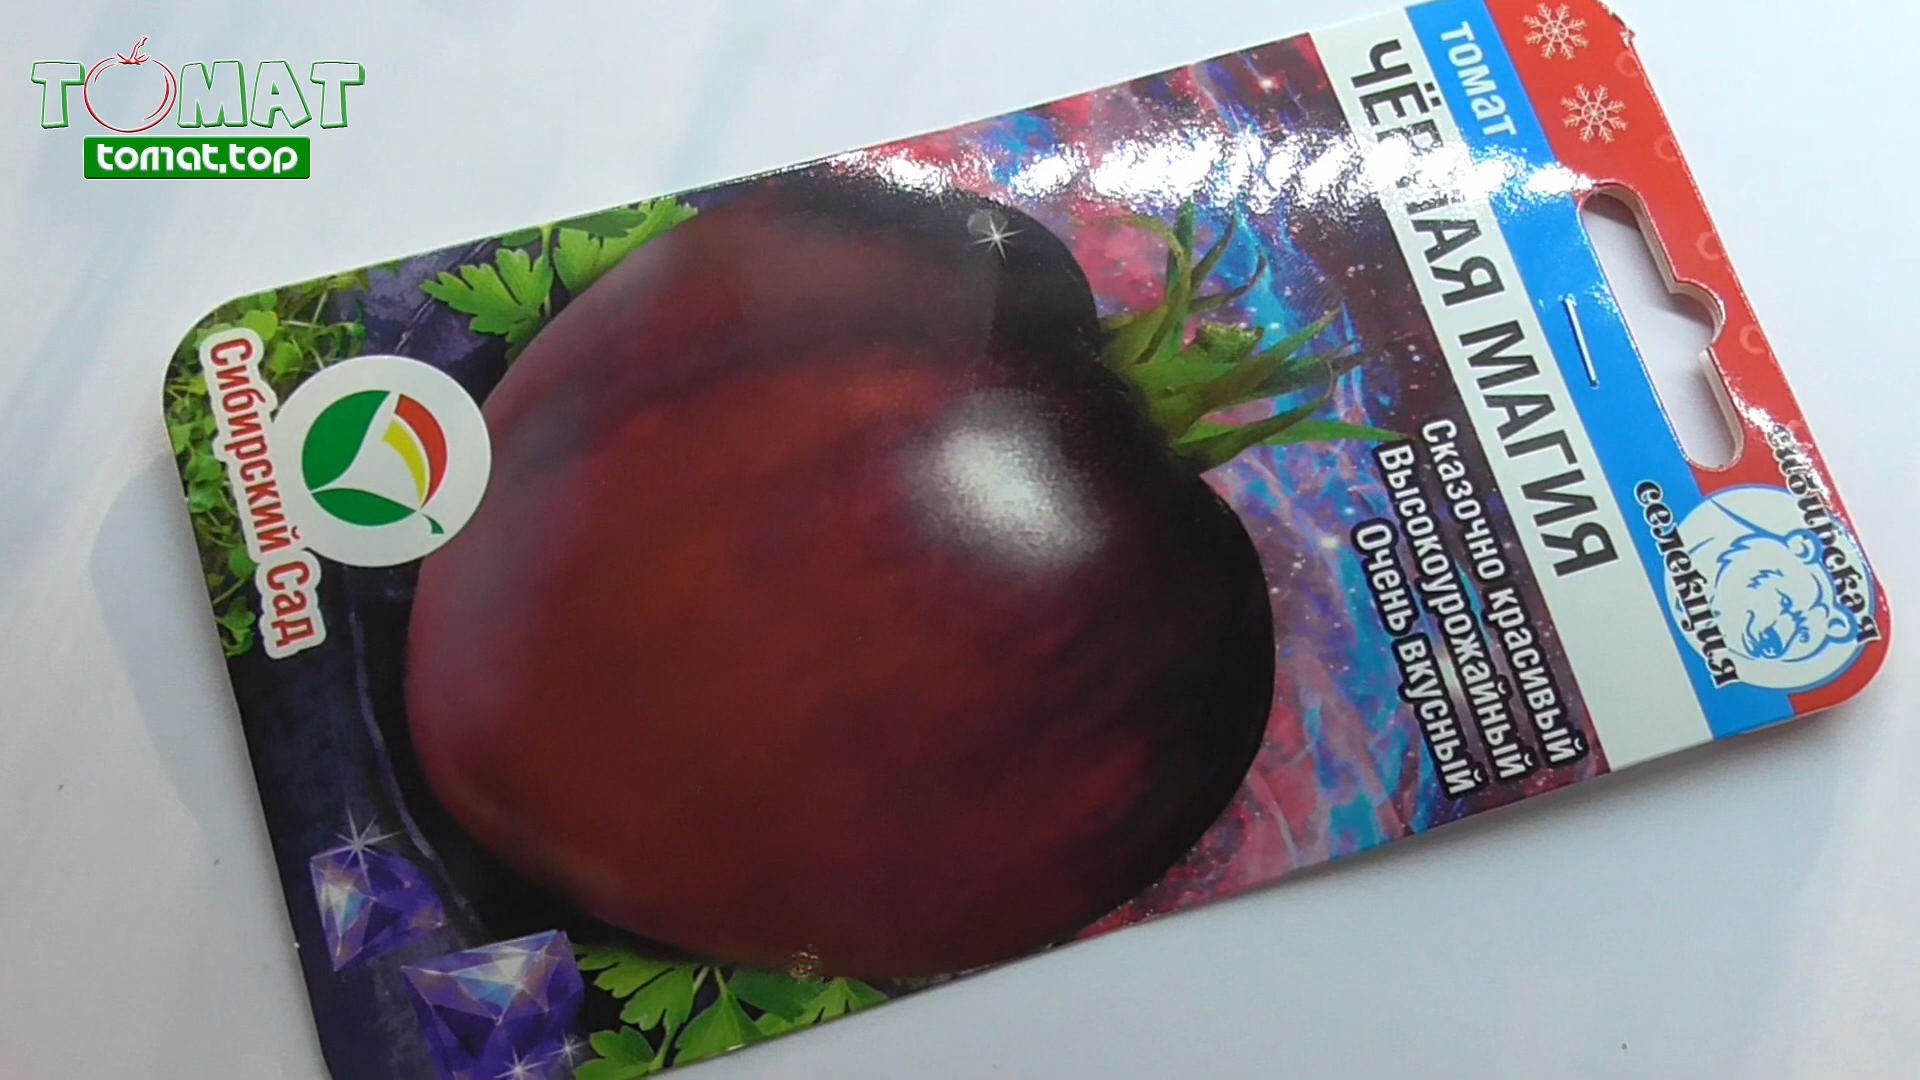 ТОМАТ
tomat.top
томат
ЧЁРНАЯ МАГИЯ
Сказочно красивый
Высокоурожайный
Очень вкусный
сибирская
селекция
Сибирский Сад